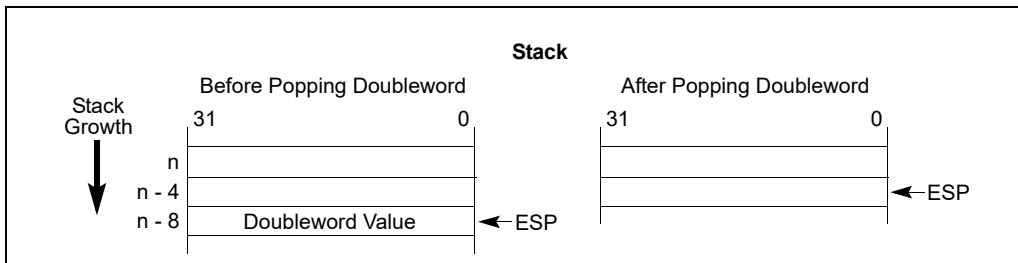 Stack
Before Popping Doubleword
After Popping Doubleword
Stack
Growth
31 0
31 0
n
n - 4
ESP
n - 8 Doubleword Value ESP